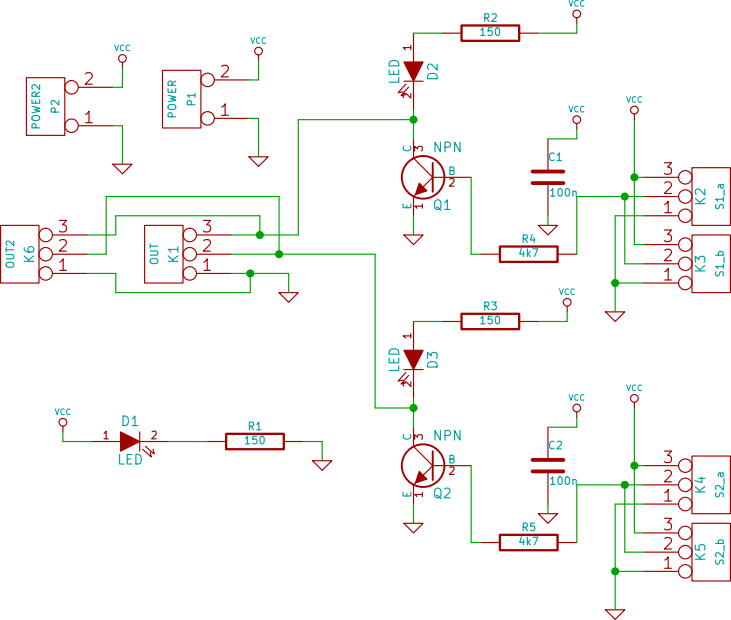 VCC
R2
150
1
LED
D2
2
VCC
2
1
POWER2
P2
VCC
2
1
POWER
P1
C
3
NPN
B
2
E
1
Q1
VCC
C1
100n
VCC
3
2
1
K2
S1_a
3
2
1
K3
S1_b
R4
4k7
OUT2
K6
3
2
1
OUT
K1
3
2
1
VCC
R3
150
1
LED
D3
2
VCC
D1
1
2
LED
R1
150
C
3
NPN
B
2
E
1
Q2
VCC
C2
100n
VCC
3
2
1
K4
S2_a
3
2
1
K5
S2_b
R5
4k7